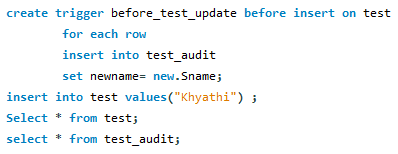 create trigger before_test_update before insert on test
for each row
insert into test_audit
set newname= new.Sname;
insert into test values("Khyathi") ;
Select * from test;
select * from test_audit;